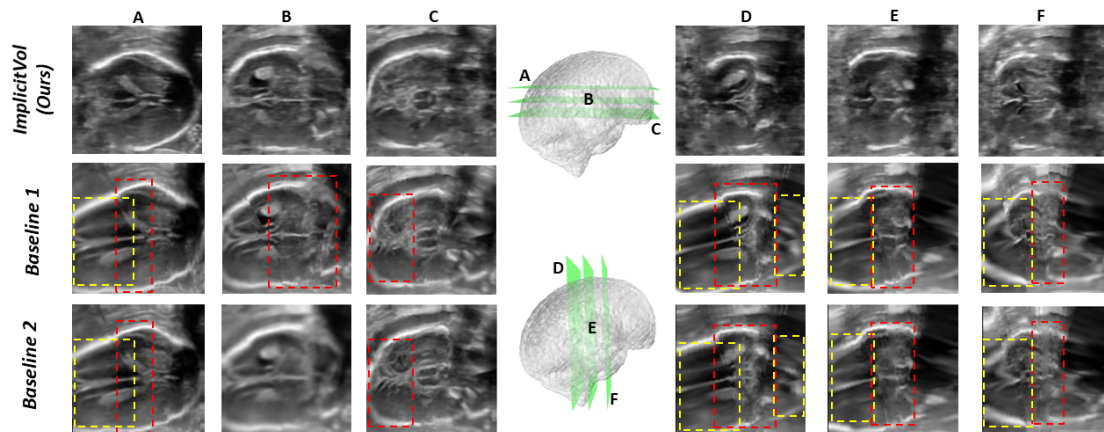 A B C D E F
ImplicitVol
(Ours)
A
B
C
Baseline 1
D
E
F
Baseline 2